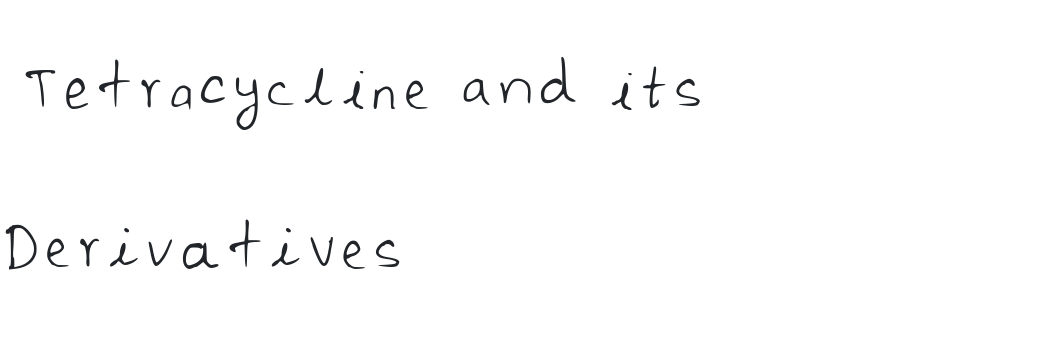 Tetracycline and its
Derivatives